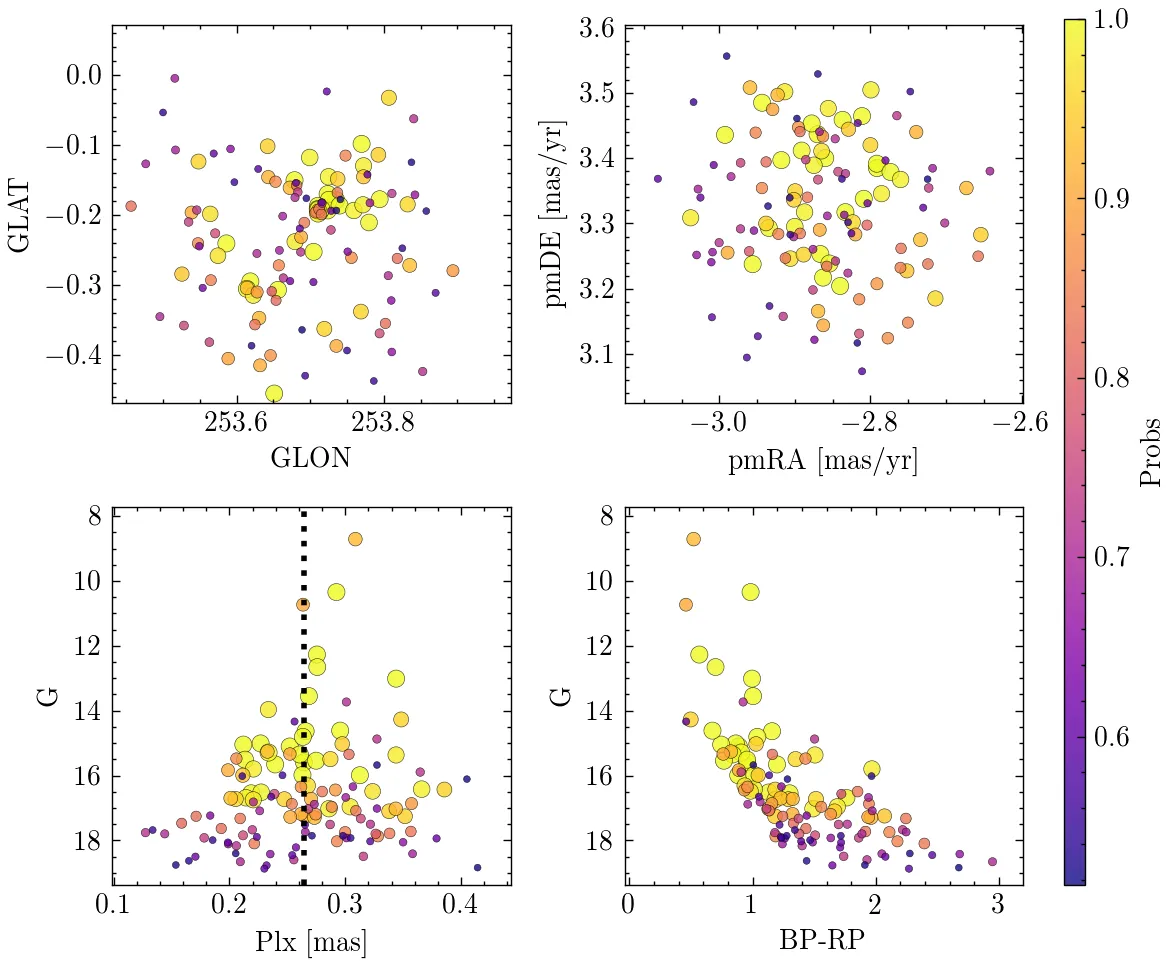 0.0
−0.1
−0.2
−0.3
−0.4
GLAT
253.6 253.8
GLON
3.6
3.5
3.4
3.3
3.2
3.1
pmDE [mas/yr]
−3.0 −2.8 −2.6
pmRA [mas/yr]
8
10
12
14
16
18
G
0.1 0.2 0.3 0.4
Plx [mas]
8
10
12
14
16
18
G
0 1 2 3
BP-RP
1.0
0.9
0.8
0.7
0.6
Probs